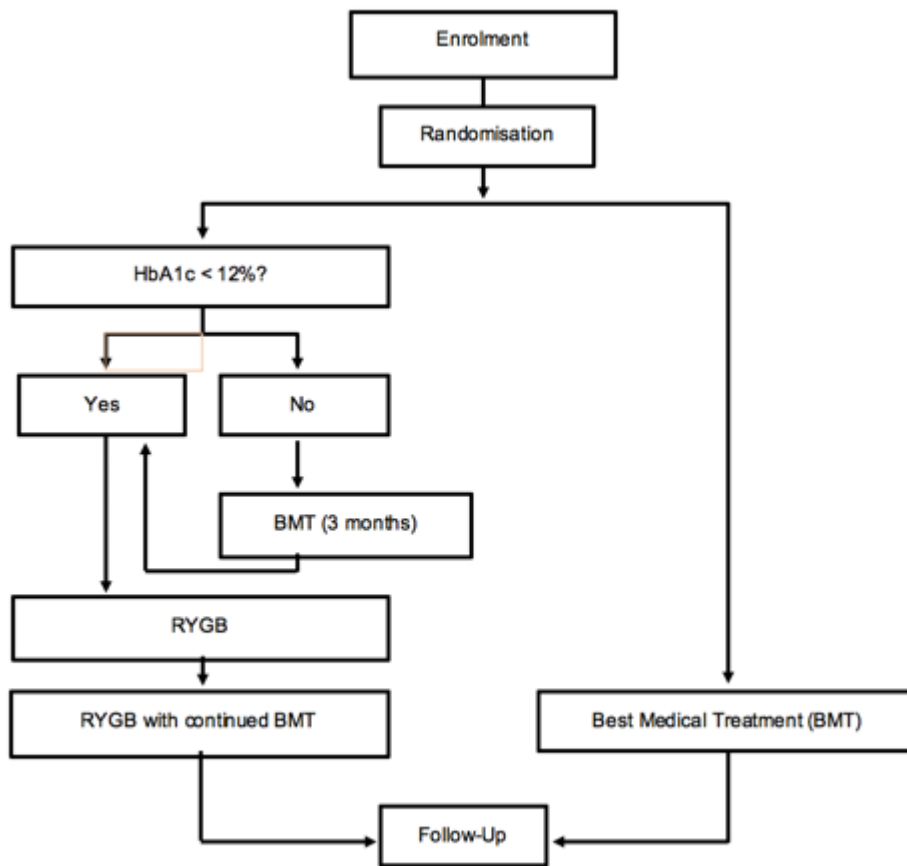 Enrolment
Randomisation
HbA1c < 12%?
Yes
No
BMT (3 months)
RYGB
RYGB with continued BMT
Best Medical Treatment (BMT)
Follow-Up